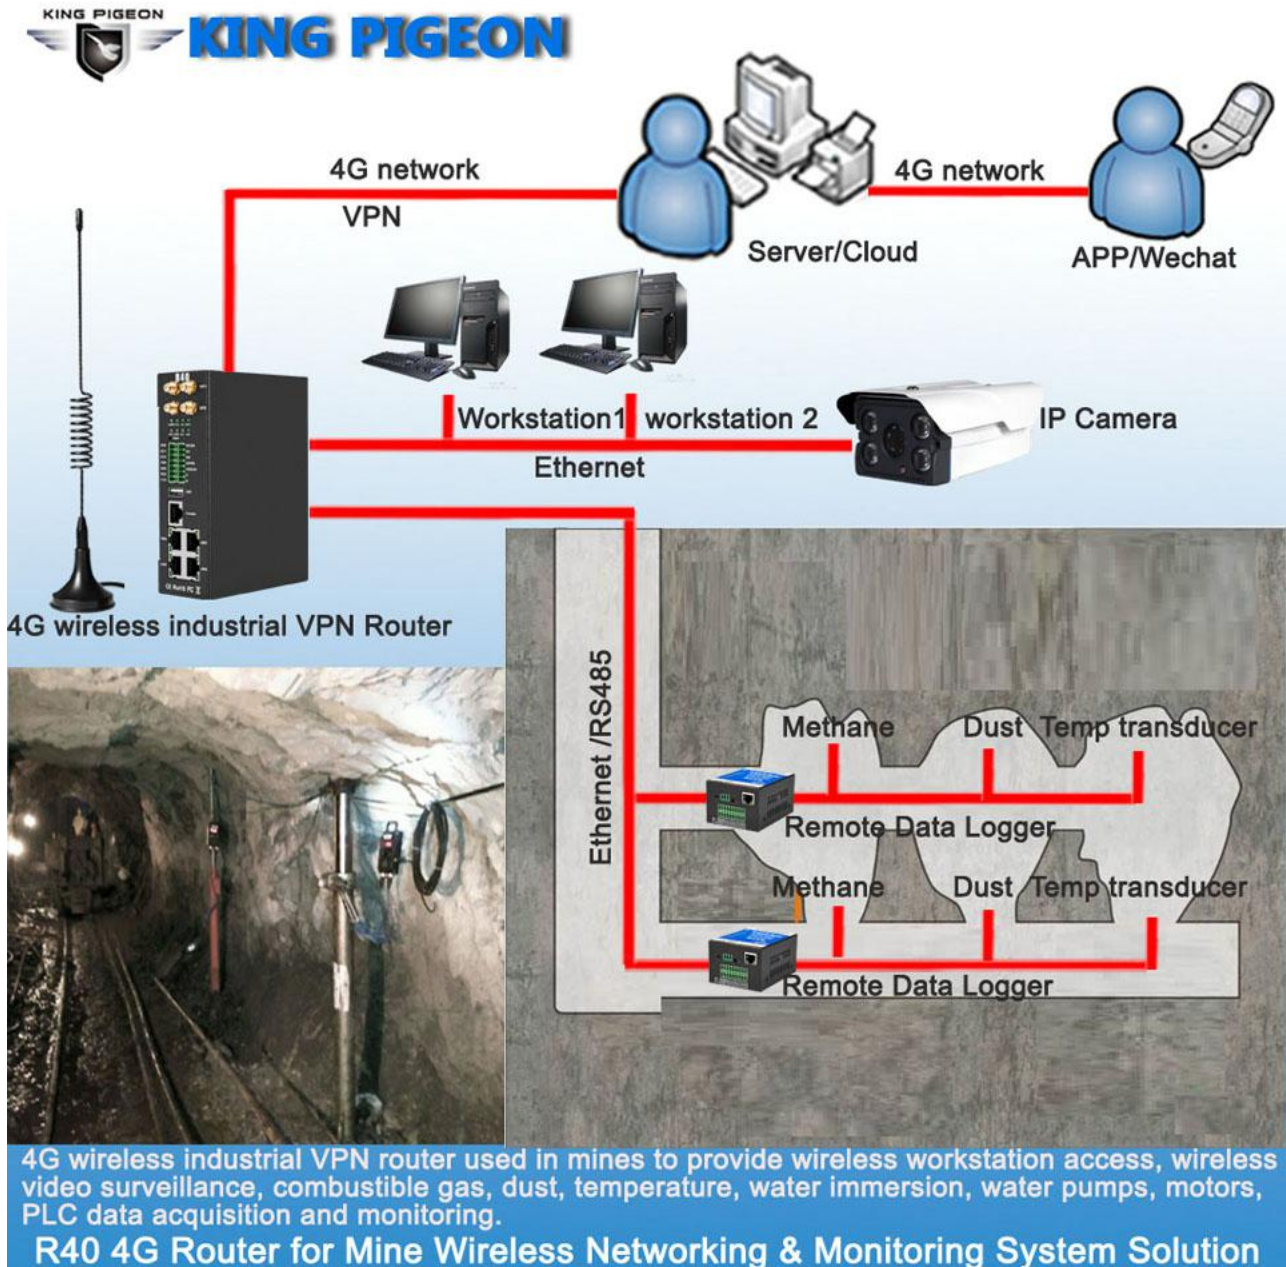 KING PIGEON
KING PIGEON
4G network
VPN
4G network
Server/Cloud
APP/Wechat
Workstation1
workstation 2
IP Camera
Ethernet
R40
4G wireless industrial VPN Router
Ethernet /RS485
Methane
Dust
Temp transducer
Remote Data Logger
Methane
Dust
Temp transducer
Remote Data Logger
4G wireless industrial VPN router used in mines to provide wireless workstation access, wireless
video surveillance, combustible gas, dust, temperature, water immersion, water pumps, motors,
PLC data acquisition and monitoring.
R40 4G Router for Mine Wireless Networking & Monitoring System Solution